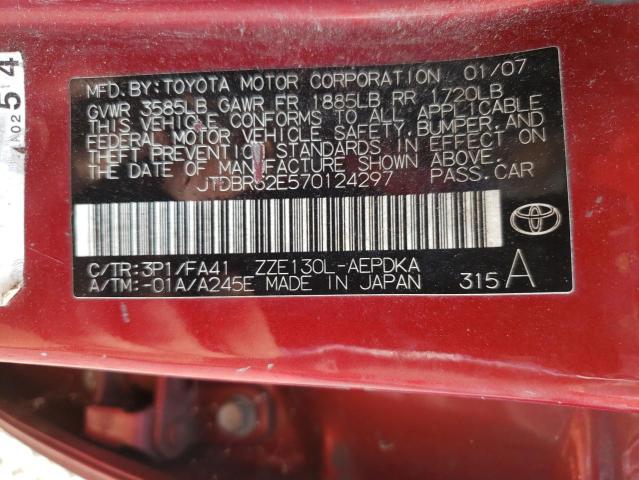 MFD.BY:TOYOTA MOTOR CORPORATION 01/07
GVWR 3585LB GAWR FR 1885LB RR 1720LB
THIS VEHICLE CONFORMS TO ALL APPLICABLE
FEDERAL MOTOR VEHICLE SAFETY,BUMPER,AND
THEFT PREVENTION STANDARDS IN EFFECT ON
THE DATE OF MANUFACTURE SHOWN ABOVE.
JTDBR32E570124297 PASS.CAR
C/TR:3P1/FA41 ZZE130L-AEPDKA
A/TM:-01A/A245E MADE IN JAPAN 315 A
A0254